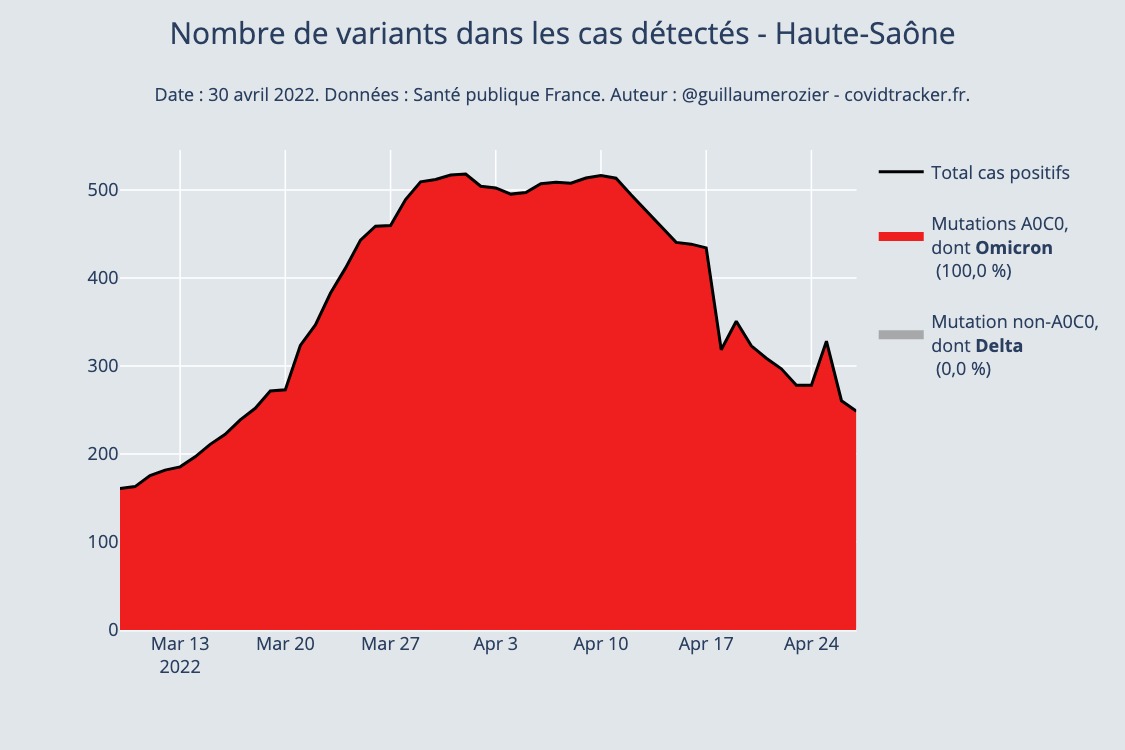 Nombre de variants dans les cas détectés - Haute-Saône
Date : 30 avril 2022. Données : Santé publique France. Auteur : @guillaumerozier - covidtracker.fr.
500
400
300
200
100
0
Mar 13
2022
Mar 20
Mar 27
Apr 3
Apr 10
Apr 17
Apr 24
Total cas positifs
Mutations A0C0,
dont Omicron
(100,0 %)
Mutation non-A0C0,
dont Delta
(0,0 %)